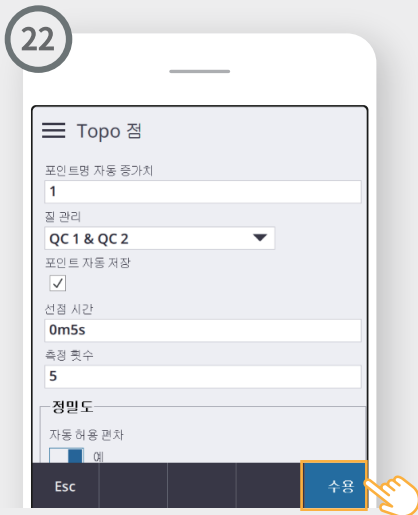 22
Topo 점
포인트명 자동 증가치
1
질 관리
QC 1 & QC 2
포인트 자동 저장
선점 시간
0m5s
측정 횟수
5
정밀도
자동 허용 편차
예
Esc
수용